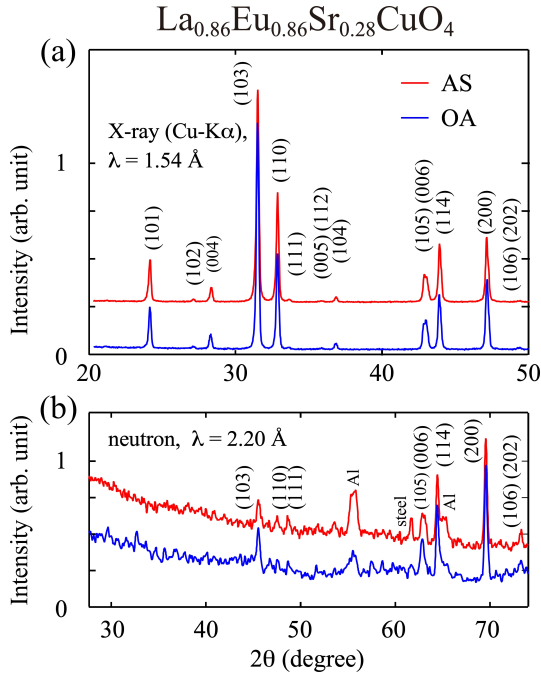 La0.86Eu0.86Sr0.28CuO4
(a)
AS
OA
X-ray (Cu-Kα),
λ = 1.54 Å
(101)
(102)
(004)
(103)
(110)
(111)
(005) (112)
(104)
(105) (006)
(114)
(200)
(106) (202)
Intensity (arb. unit)
1
0
20 30 40 50
(b)
neutron, λ = 2.20 Å
(103)
(110)
(111)
Al
steel
(105) (006)
(114)
Al
(200)
(106) (202)
Intensity (arb. unit)
1
0
30 40 50 60 70
2θ (degree)